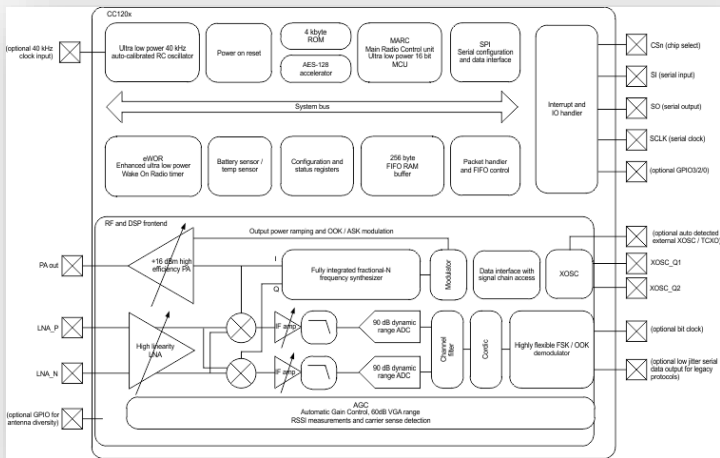 CC120x
(optional 40 kHz
clock input)
Ultra low power 40 kHz
auto-calibrated RC oscillator
Power on reset
4 kbyte
ROM
AES-128
accelerator
MARC
Main Radio Control unit
Ultra low power 16 bit
MCU
SPI
Serial configuration
and data interface
System bus
Interrupt and
IO handler
CSn (chip select)
SI (serial input)
SO (serial output)
SCLK (serial clock)
(optional GPIO3/2/0)
eWOR
Enhanced ultra low power
Wake On Radio timer
Battery sensor /
temp sensor
Configuration and
status registers
256 byte
FIFO RAM
buffer
Packet handler
and FIFO control
RF and DSP frontend
Output power ramping and OOK / ASK modulation
PA out
+16 dBm high
efficiency PA
I
Q
Fully integrated fractional-N
frequency synthesizer
Modulator
Data interface with
signal chain access
XOSC
(optional auto detected
external XOSC / TCXO)
XOSC_Q1
XOSC_Q2
LNA_P
LNA_N
High linearity
LNA
IF amp
IF amp
90 dB dynamic
range ADC
90 dB dynamic
range ADC
Channel
filter
Cordic
Highly flexible FSK / OOK
demodulator
(optional bit clock)
(optional low jitter serial
data output for legacy
protocols)
(optional GPIO for
antenna diversity)
AGC
Automatic Gain Control, 60dB VGA range
RSSI measurements and carrier sense detection